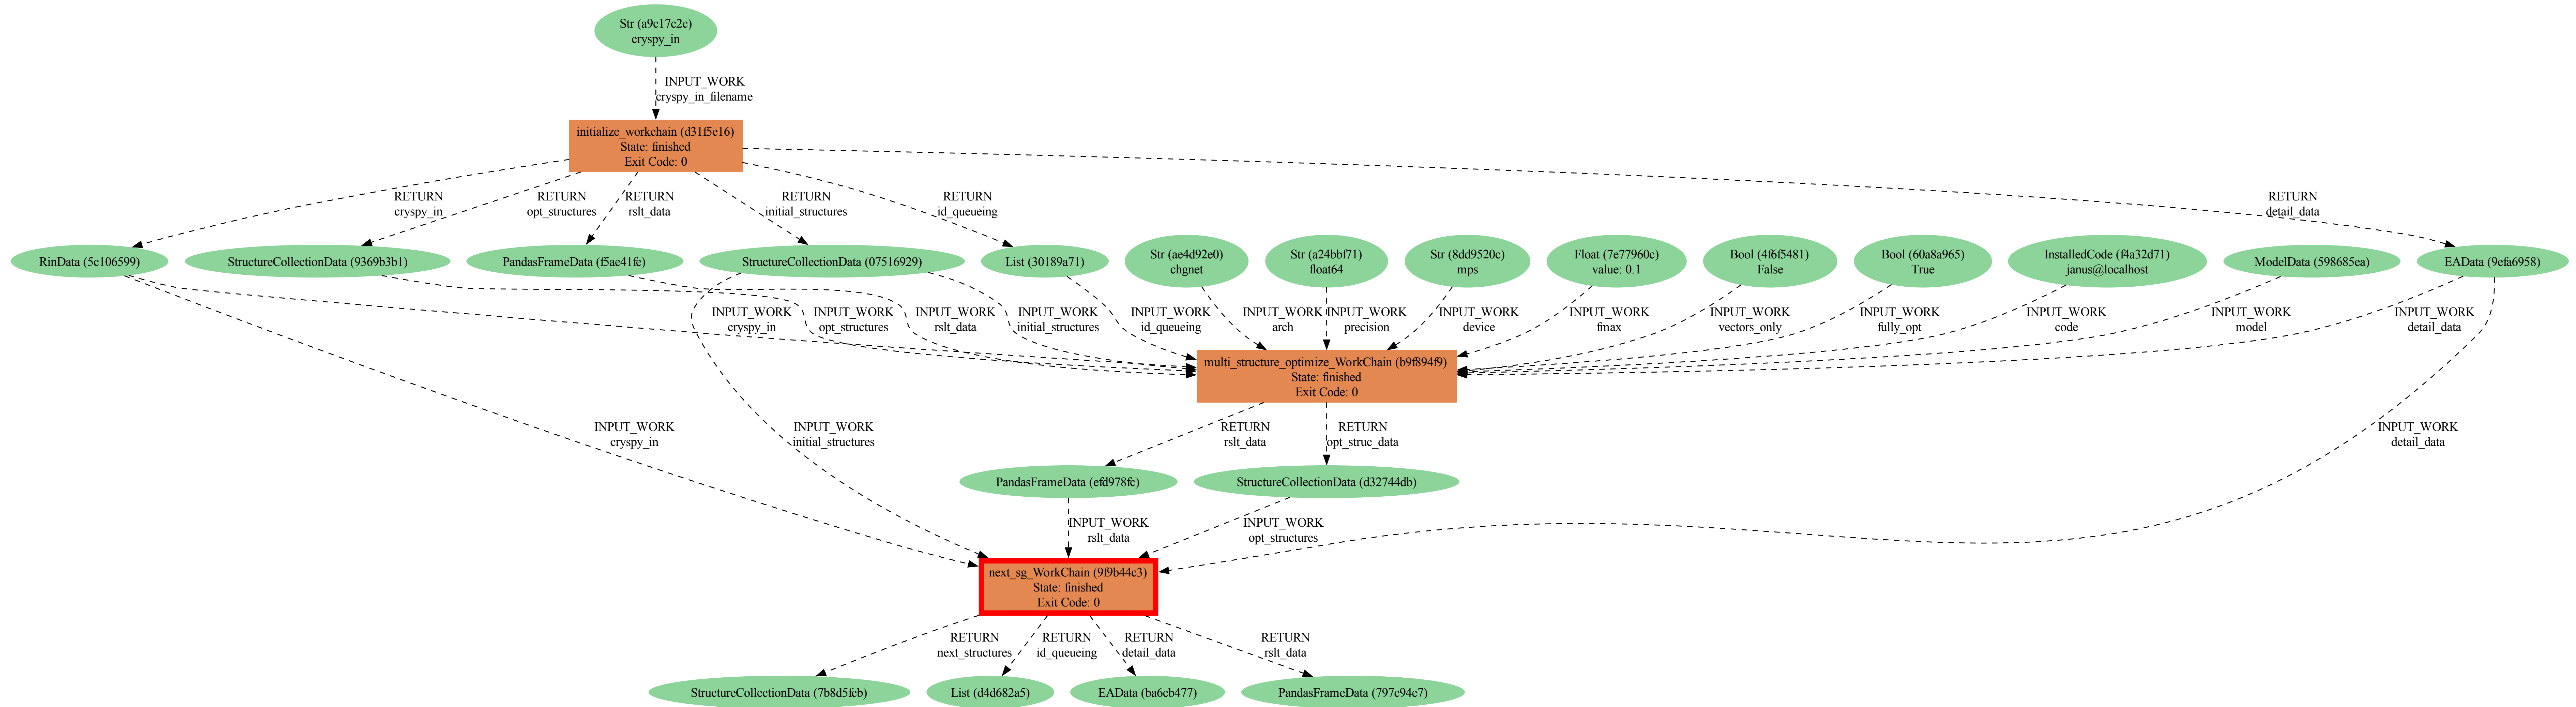 Str (a9c17c2c)
cryspy_in
INPUT_WORK
cryspy_in_filename
initialize_workchain (d31f5e16)
State: finished
Exit Code: 0
RETURN
cryspy_in
RETURN
opt_structures
RETURN
rslt_data
RETURN
initial_structures
RETURN
id_queueing
RETURN
detail_data
RinData (5c106599)
StructureCollectionData (9369b3b1)
PandasFrameData (f5ae41fe)
StructureCollectionData (07516929)
List (30189a71)
Str (ae4d92e0)
chgnet
Str (a24bbf71)
float64
Str (8dd9520c)
mps
Float (7e77960c)
value: 0.1
Bool (4f6f5481)
False
Bool (60a8a965)
True
InstalledCode (f4a32d71)
janus@localhost
ModelData (598685ea)
EAData (9efa6958)
INPUT_WORK
cryspy_in
INPUT_WORK
opt_structures
INPUT_WORK
rslt_data
INPUT_WORK
initial_structures
INPUT_WORK
id_queueing
INPUT_WORK
arch
INPUT_WORK
precision
INPUT_WORK
device
INPUT_WORK
fmax
INPUT_WORK
vectors_only
INPUT_WORK
fully_opt
INPUT_WORK
code
INPUT_WORK
model
INPUT_WORK
detail_data
multi_structure_optimize_WorkChain (b9f894f9)
State: finished
Exit Code: 0
INPUT_WORK
cryspy_in
INPUT_WORK
initial_structures
RETURN
rslt_data
RETURN
opt_struc_data
INPUT_WORK
detail_data
PandasFrameData (efd978fc)
StructureCollectionData (d32744db)
INPUT_WORK
rslt_data
INPUT_WORK
opt_structures
next_sg_WorkChain (9f9b44c3)
State: finished
Exit Code: 0
RETURN
next_structures
RETURN
id_queueing
RETURN
detail_data
RETURN
rslt_data
StructureCollectionData (7b8d5fcb)
List (d4d682a5)
EAData (ba6cb477)
PandasFrameData (797c94e7)